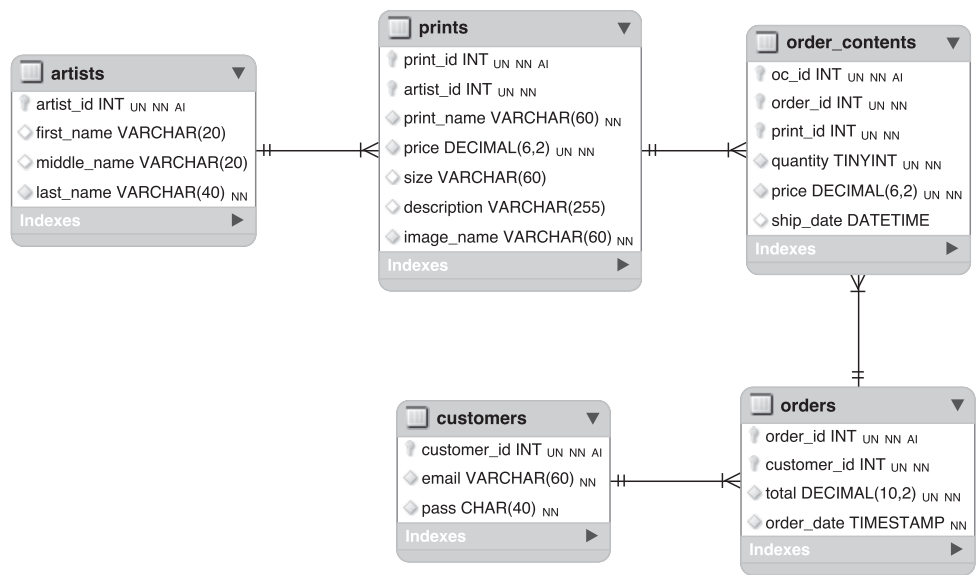 artists
artist_id INT UN NN AI
first_name VARCHAR(20)
middle_name VARCHAR(20)
last_name VARCHAR(40) NN
Indexes
prints
print_id INT UN NN AI
artist_id INT UN NN
print_name VARCHAR(60) NN
price DECIMAL(6,2) UN NN
size VARCHAR(60)
description VARCHAR(255)
image_name VARCHAR(60) NN
Indexes
order_contents
oc_id INT UN NN AI
order_id INT UN NN
print_id INT UN NN
quantity TINYINT UN NN
price DECIMAL(6,2) UN NN
ship_date DATETIME
Indexes
customers
customer_id INT UN NN AI
email VARCHAR(60) NN
pass CHAR(40) NN
Indexes
orders
order_id INT UN NN AI
customer_id INT UN NN
total DECIMAL(10,2) UN NN
order_date TIMESTAMP NN
Indexes